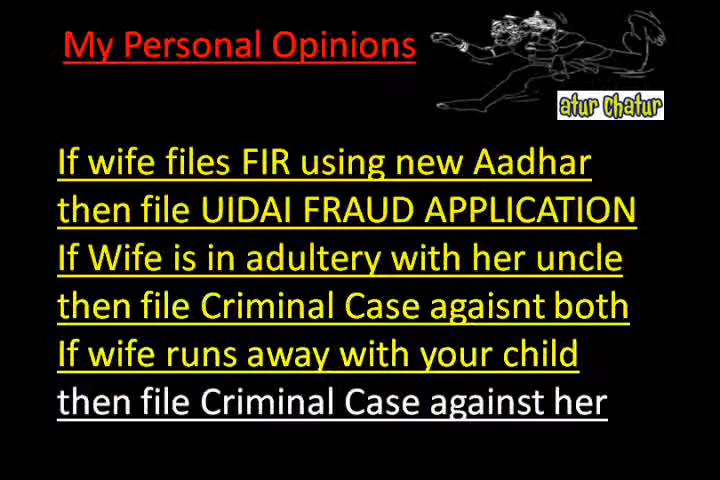 My Personal Opinions
atur chatur
If wife files FIR using new Aadhar
then file UIDAI FRAUD APPLICATION
If Wife is in adultery with her uncle
then file Criminal Case agaisnt both
If wife runs away with your child
then file Criminal Case against her